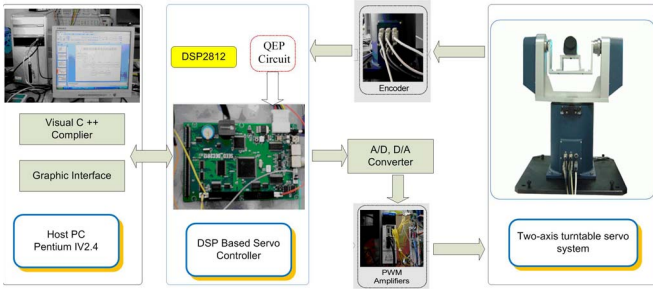 Visual C ++
Complier
Graphic Interface
Host PC
Pentium IV2.4
DSP2812
QEP
Circuit
DSP Based Servo
Controller
Encoder
A/D, D/A
Converter
PWM
Amplifiers
Two-axis turntable servo
system